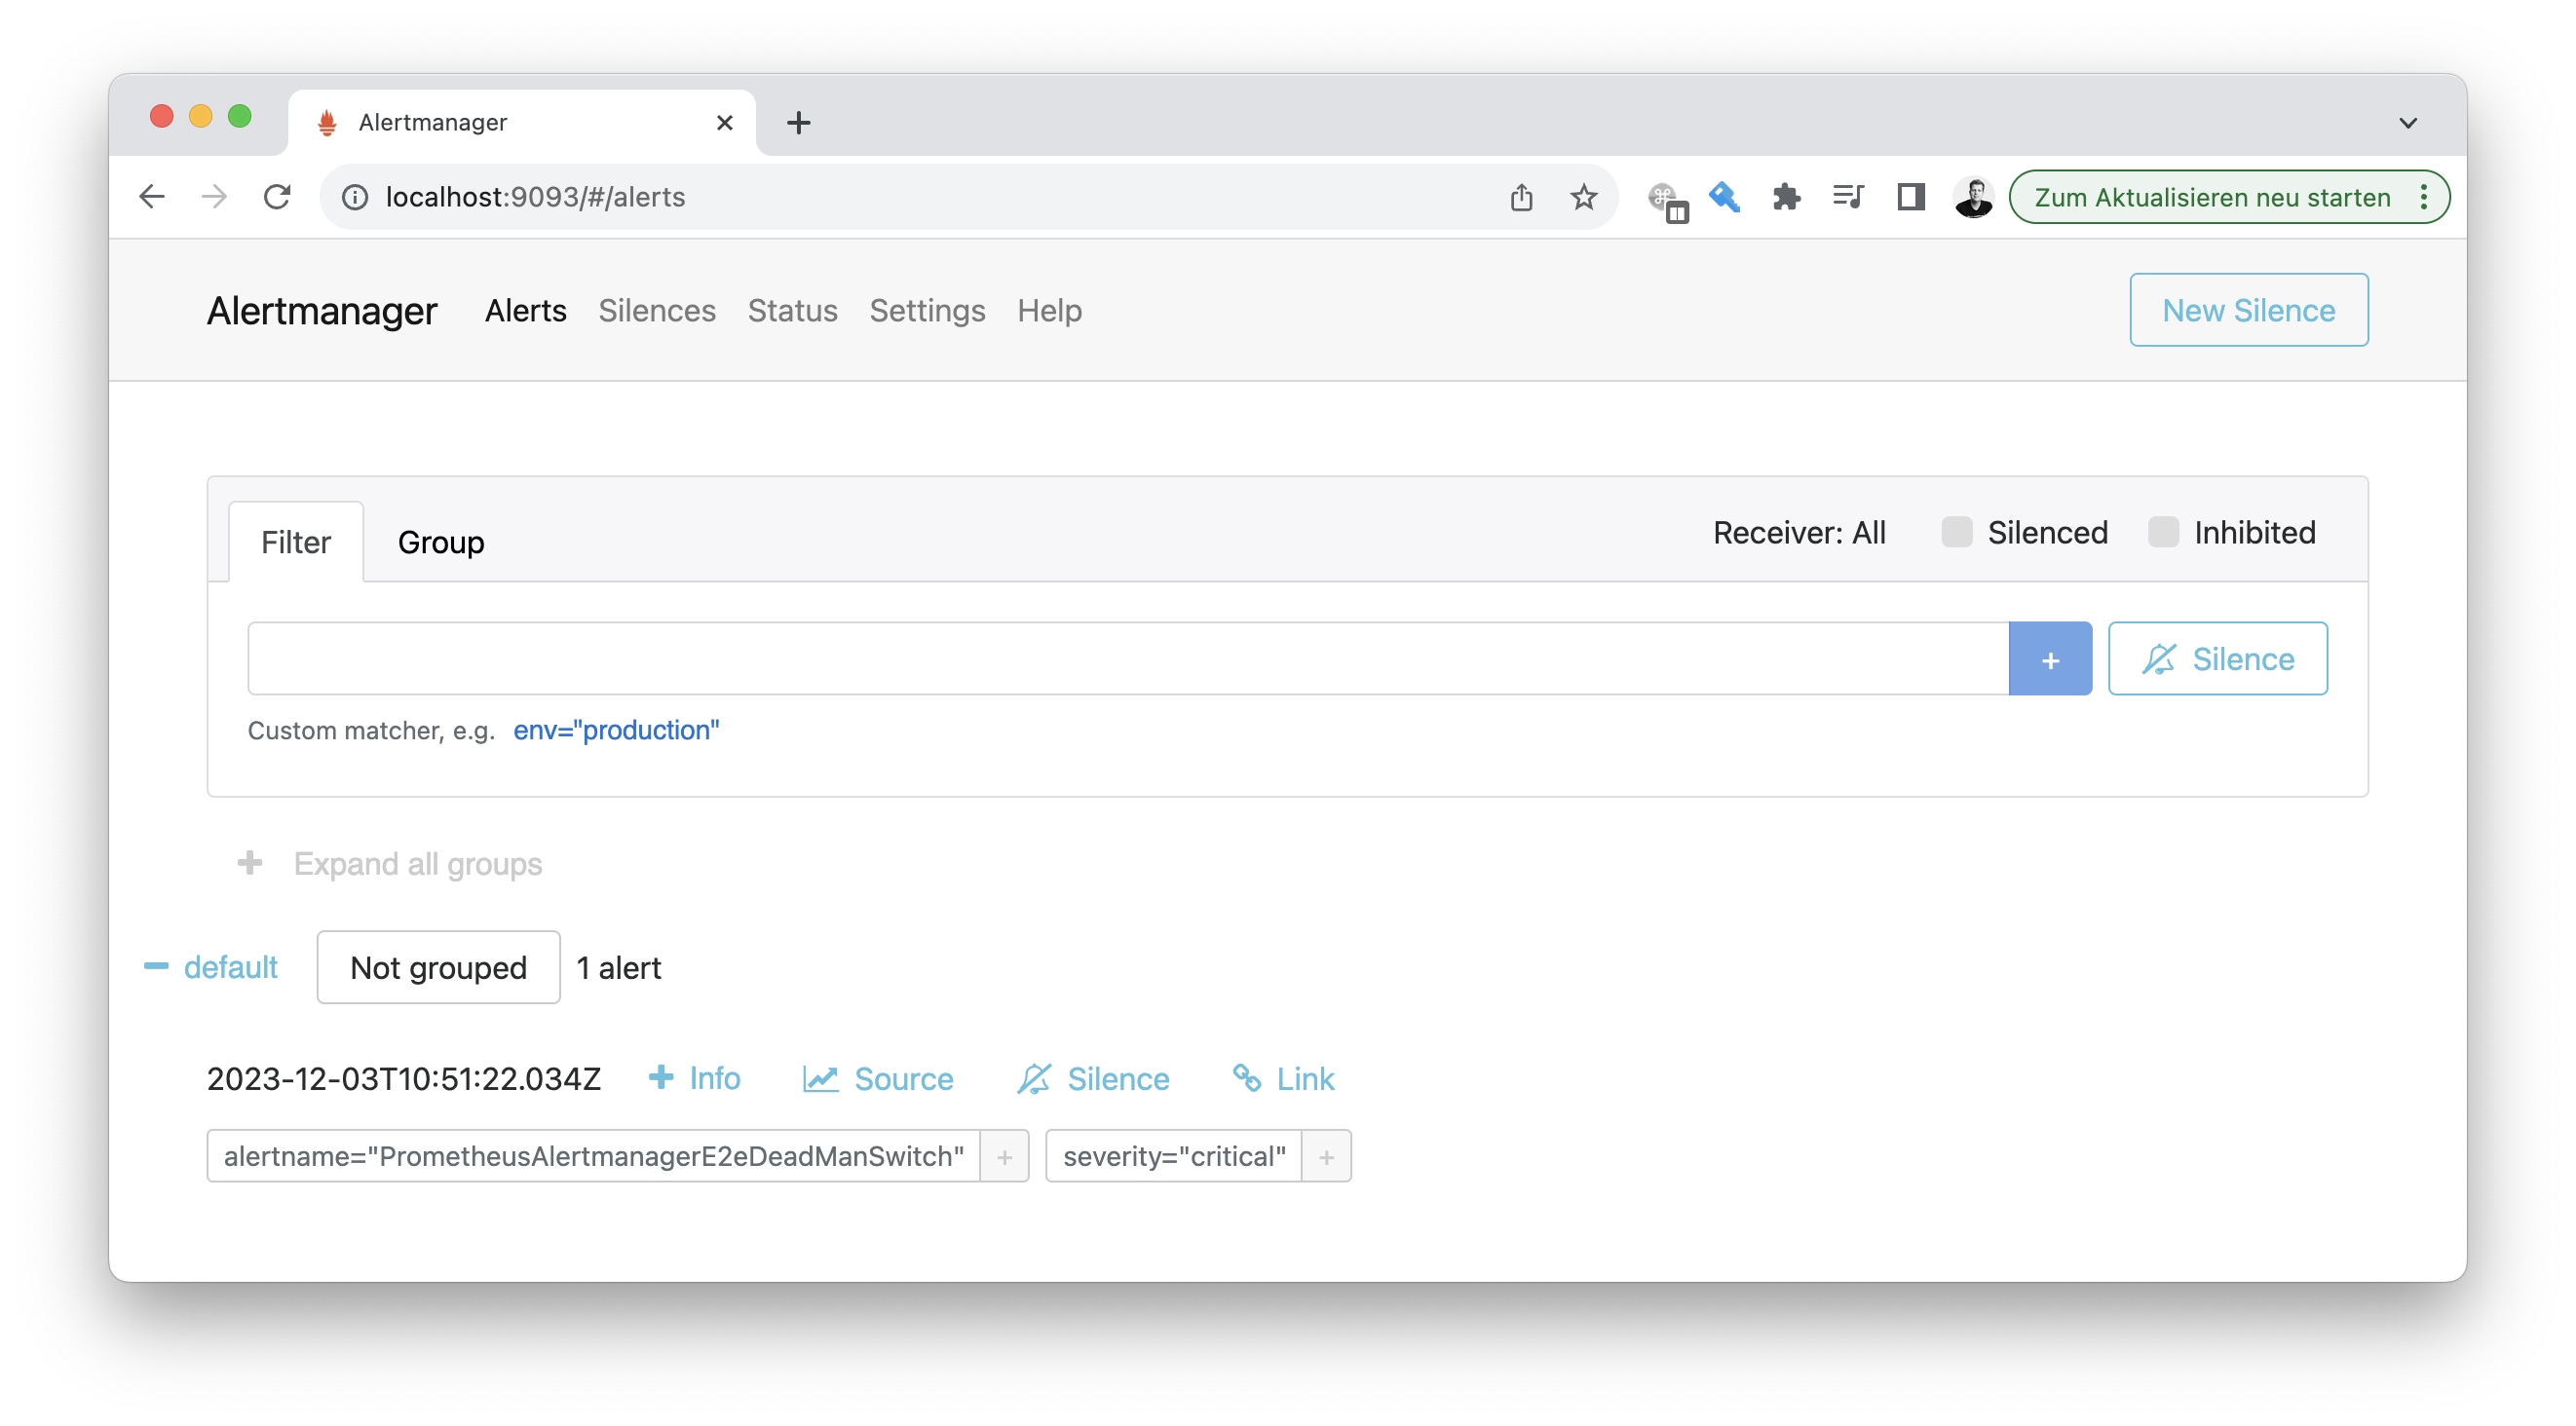 Alertmanager
localhost:9093/#/alerts
Zum Aktualisieren neu starten
Alertmanager Alerts Silences Status Settings Help New Silence
Filter Group Receiver: All Silenced Inhibited
+ Silence
Custom matcher, e.g. env="production"
+ Expand all groups
default Not grouped 1 alert
2023-12-03T10:51:22.034Z + Info Source Silence Link
alertname="PrometheusAlertmanagerE2eDeadManSwitch" + severity="critical" +